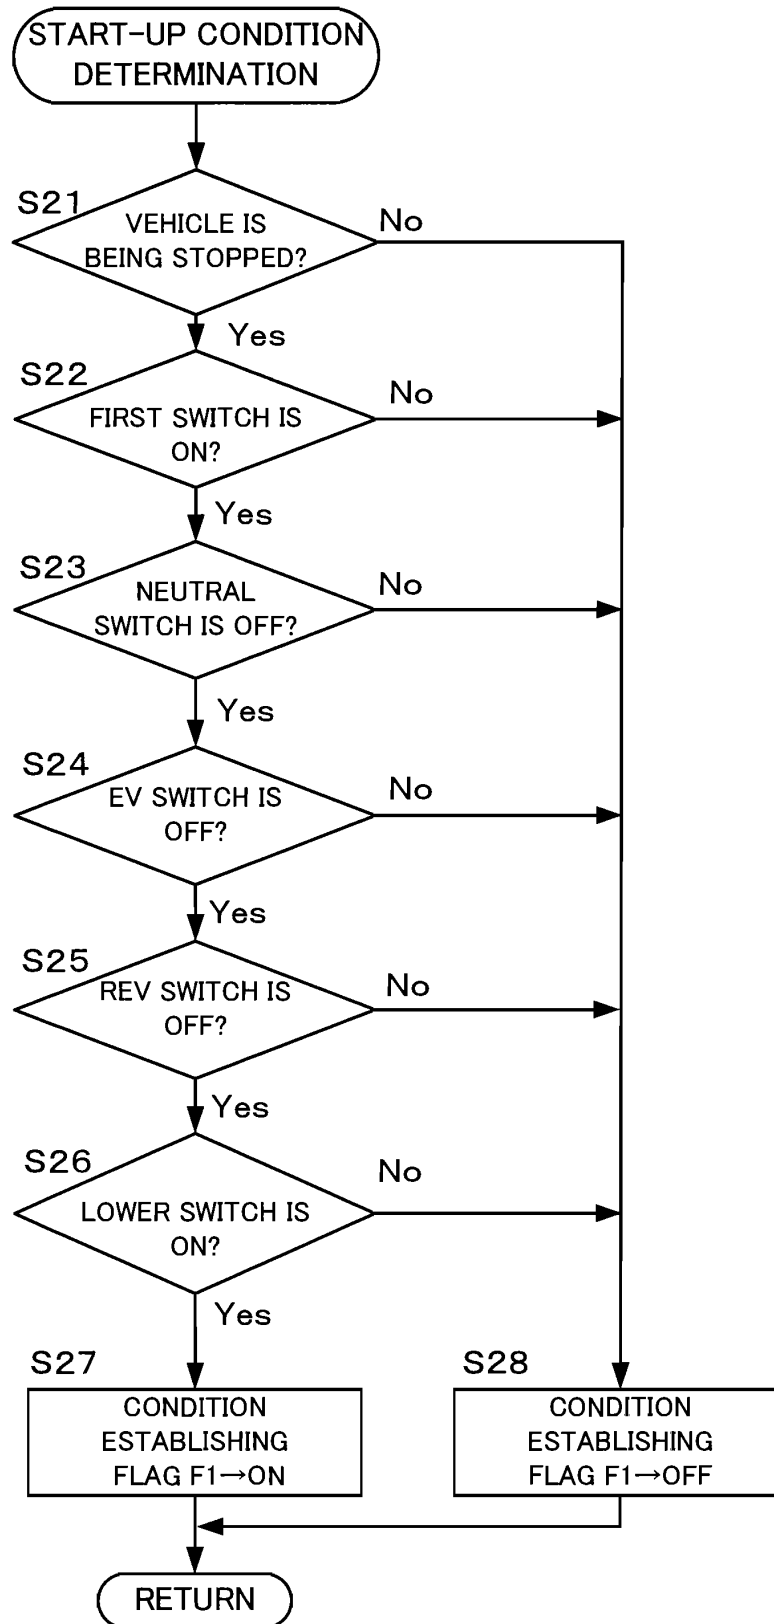 START-UP CONDITION
DETERMINATION
S21
VEHICLE IS
BEING STOPPED?
No
Yes
S22
FIRST SWITCH IS
ON?
No
Yes
S23
NEUTRAL
SWITCH IS OFF?
No
Yes
S24
EV SWITCH IS
OFF?
No
Yes
S25
REV SWITCH IS
OFF?
No
Yes
S26
LOWER SWITCH IS
ON?
No
Yes
S27
CONDITION
ESTABLISHING
FLAG F1→ON
S28
CONDITION
ESTABLISHING
FLAG F1→OFF
RETURN